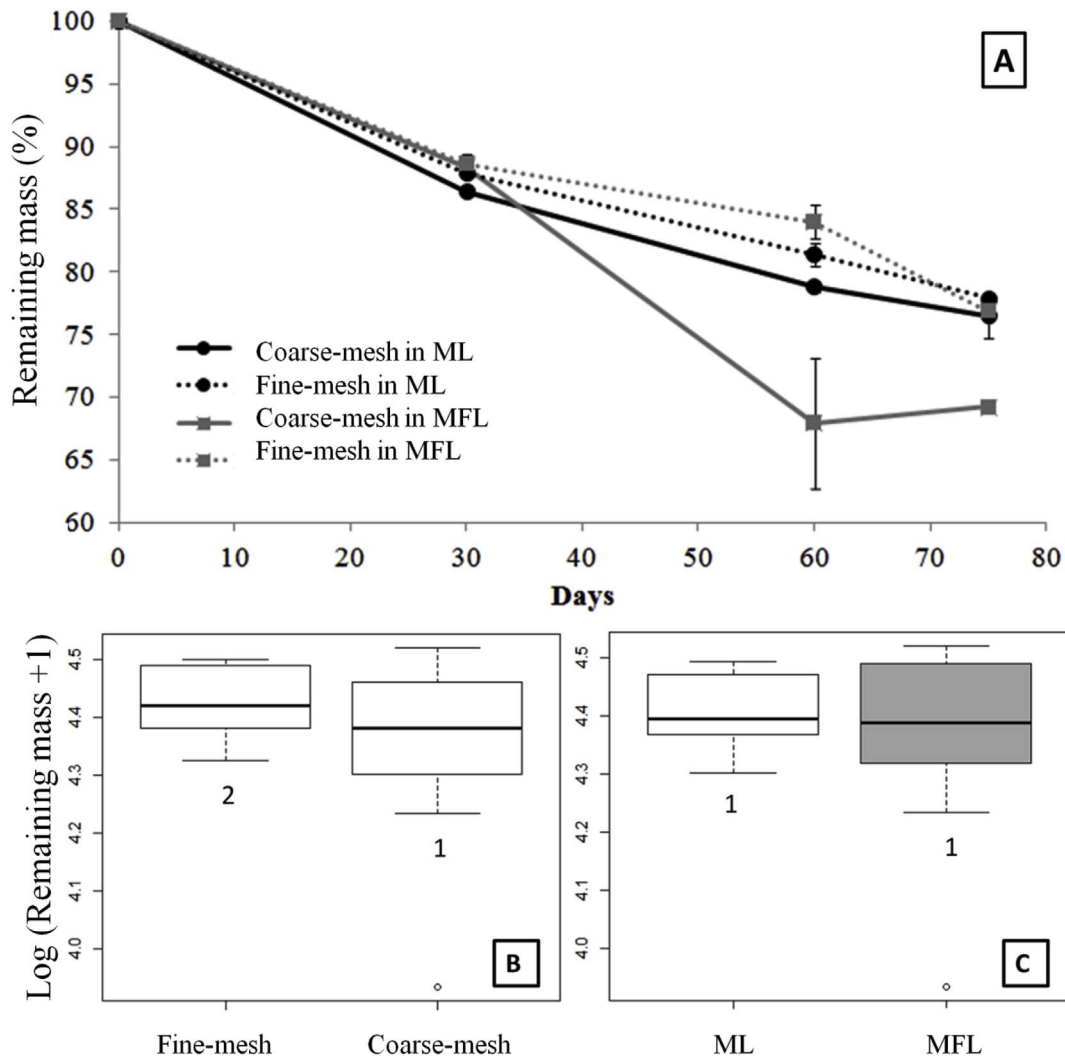 A
Remaining mass (%)
100
95
90
85
80
75
70
65
60
Coarse-mesh in ML
Fine-mesh in ML
Coarse-mesh in MFL
Fine-mesh in MFL
0 10 20 30 40 50 60 70 80
Days
Log (Remaining mass +1)
4.5
4.4
4.3
4.2
4.1
4.0
2
1
B
Fine-mesh Coarse-mesh
4.5
4.4
4.3
4.2
4.1
4.0
1
1
C
ML MFL